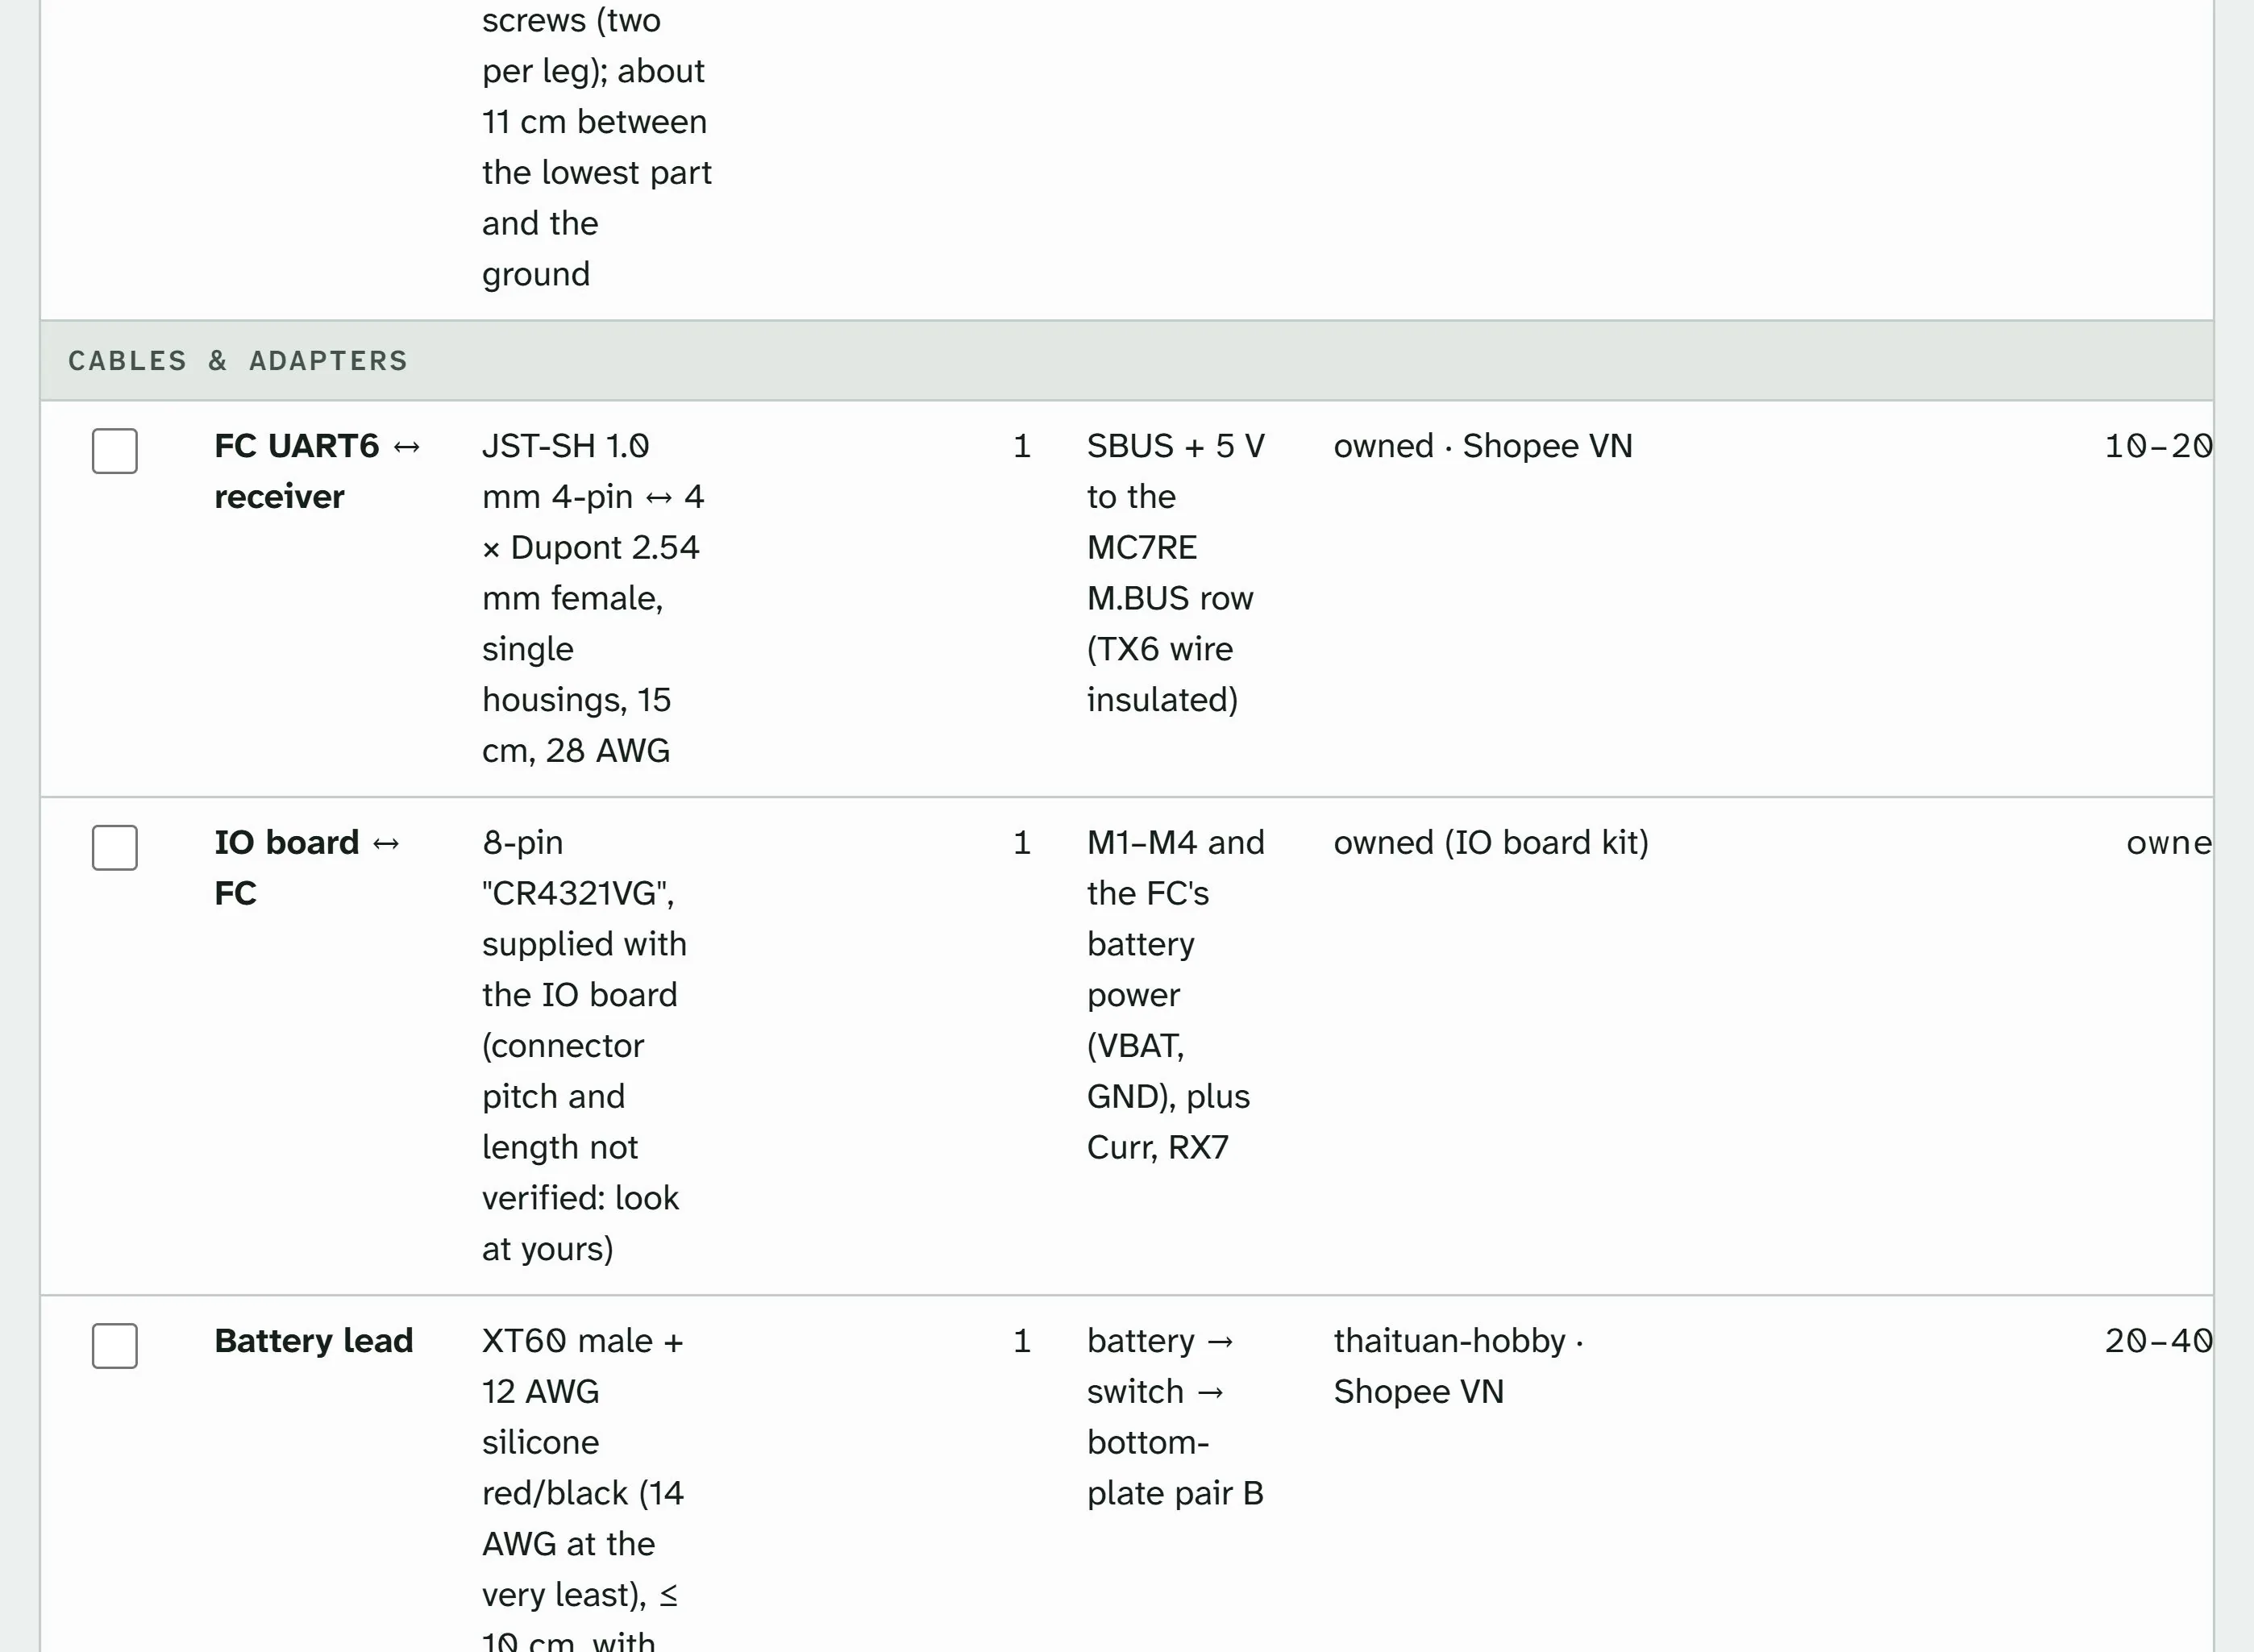 screws (two
per leg); about
11 cm between
the lowest part
and the
ground
CABLES & ADAPTERS
FC UART6 ↔
receiver
JST-SH 1.0
mm 4-pin ↔ 4
× Dupont 2.54
mm female,
single
housings, 15
cm, 28 AWG
1
SBUS + 5 V
to the
MC7RE
M.BUS row
(TX6 wire
insulated)
owned · Shopee VN
10–20
IO board ↔
FC
8-pin
"CR4321VG",
supplied with
the IO board
(connector
pitch and
length not
verified: look
at yours)
1
M1–M4 and
the FC's
battery
power
(VBAT,
GND), plus
Curr, RX7
owned (IO board kit)
owne
Battery lead
XT60 male +
12 AWG
silicone
red/black (14
AWG at the
very least), ≤
10 cm, with
1
battery →
switch →
bottom-
plate pair B
thaituan-hobby ·
Shopee VN
20–40